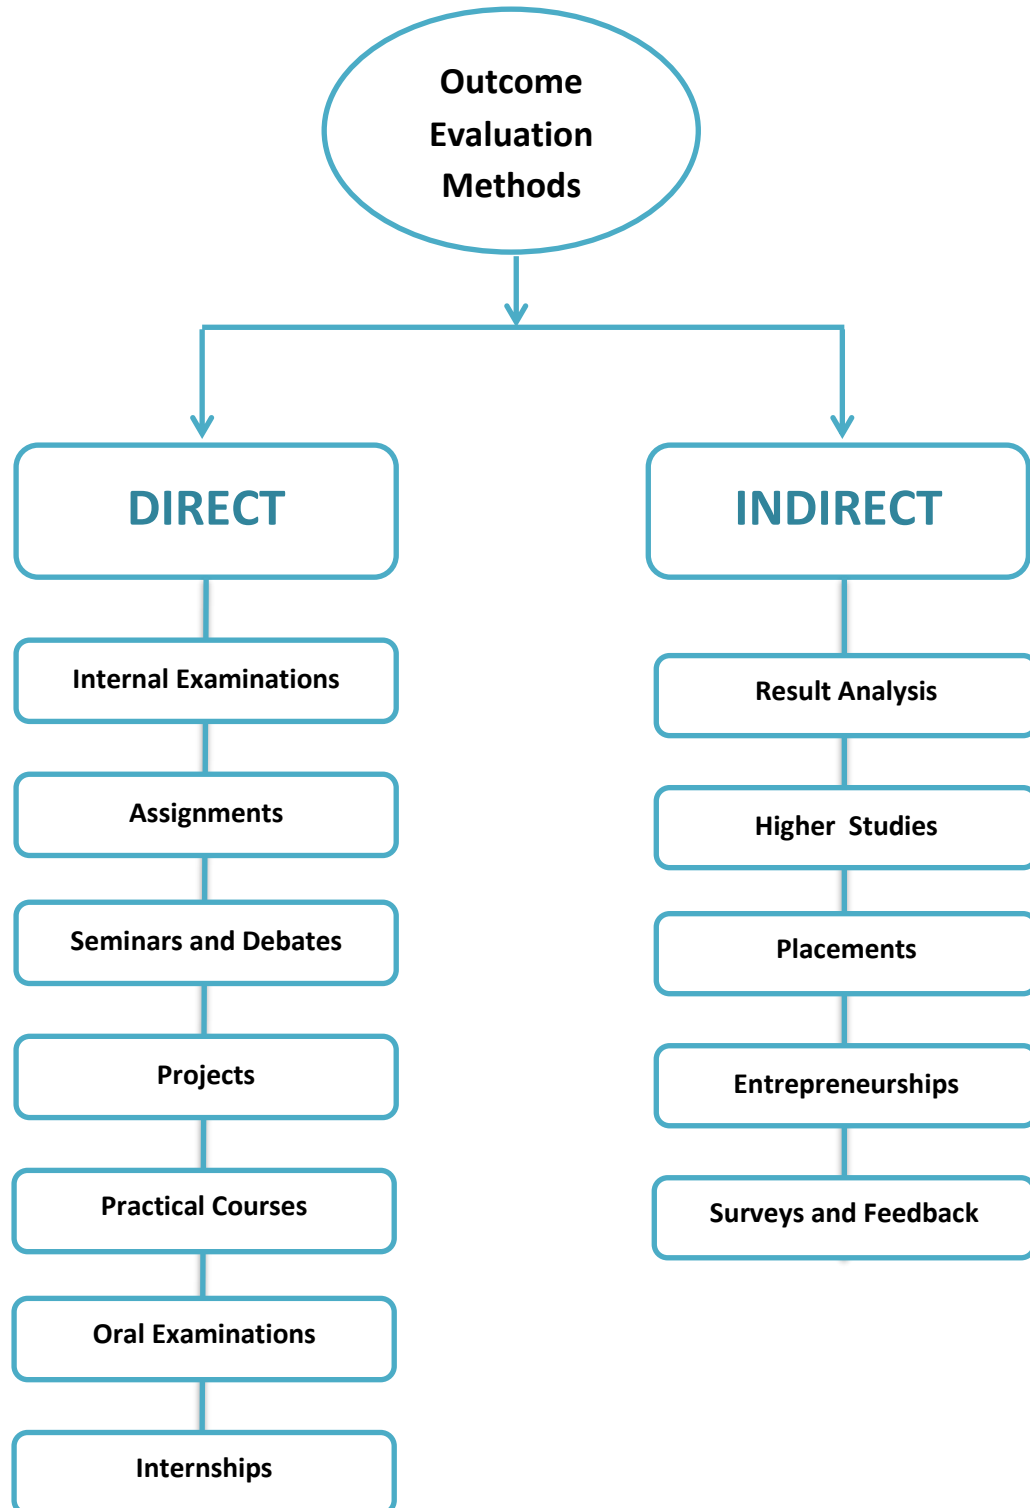 Outcome
Evaluation
Methods
DIRECT
Internal Examinations
Assignments
Seminars and Debates
Projects
Practical Courses
Oral Examinations
Internships
INDIRECT
Result Analysis
Higher  Studies
Placements
Entrepreneurships
Surveys and Feedback